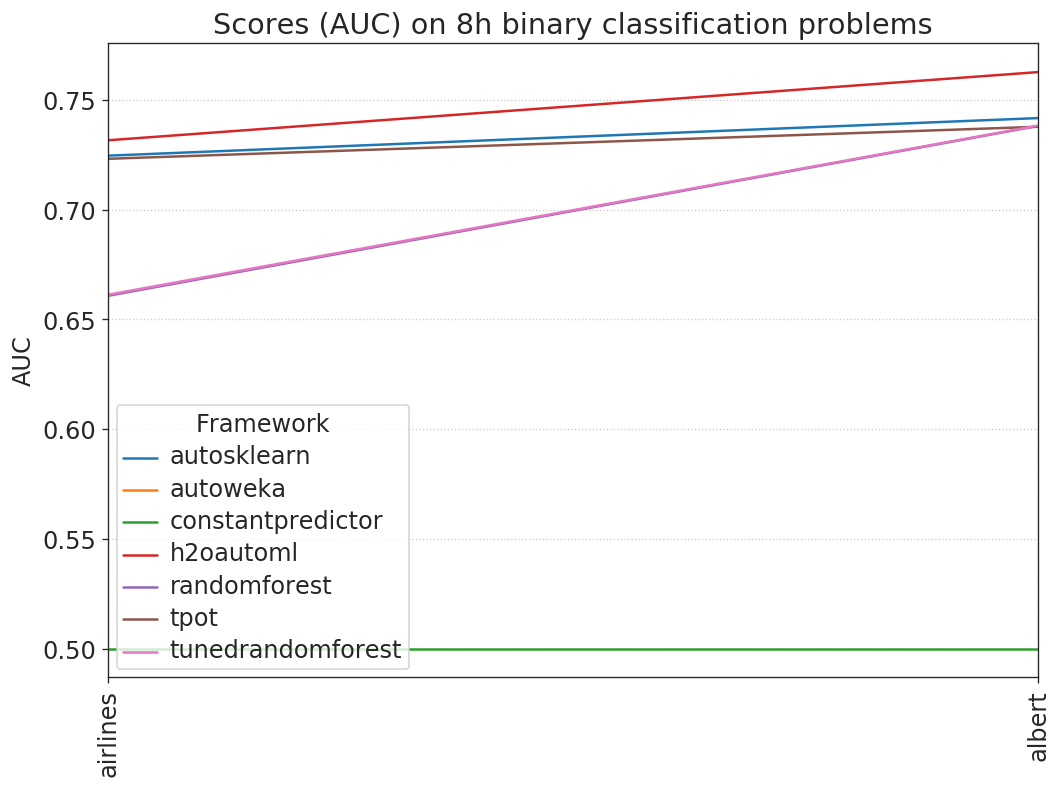 Scores (AUC) on 8h binary classification problems
AUC
0.75
0.70
0.65
0.60
0.55
0.50
Framework
autosklearn
autoweka
constantpredictor
h2oautoml
randomforest
tpot
tunedrandomforest
airlines
albert